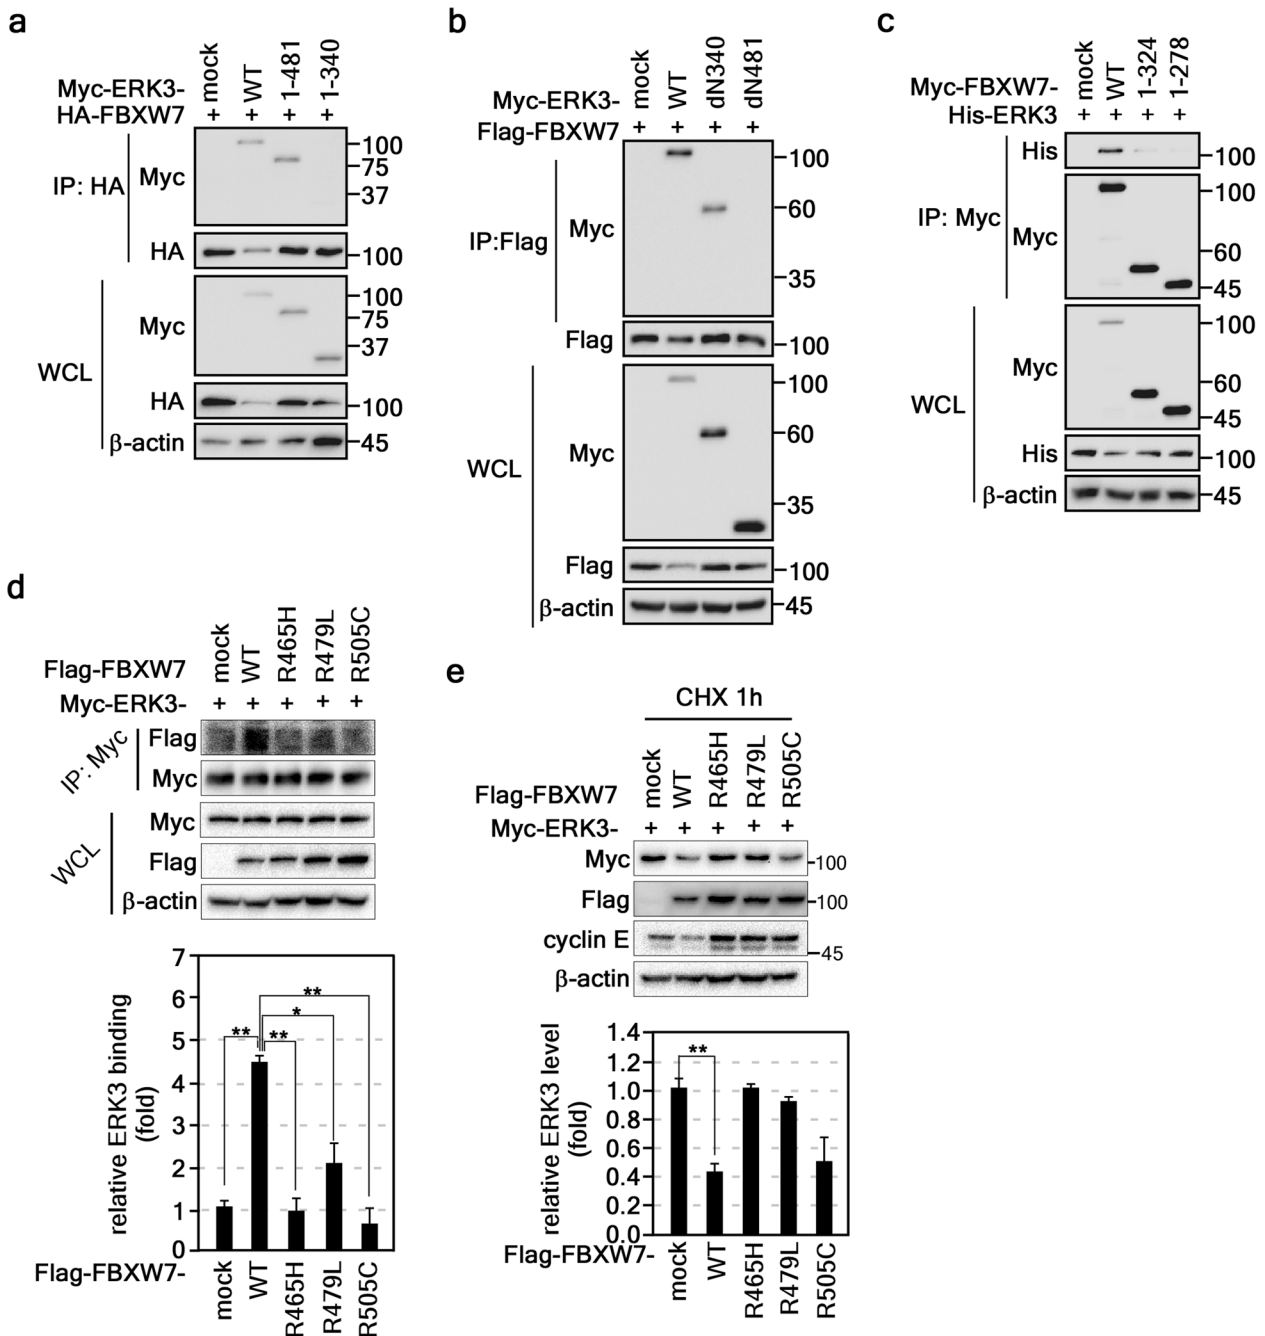 a
mock
WT
1-481
1-340
Myc-ERK3-
HA-FBXW7 + + + +
IP: HA
Myc
100
75
37
HA
100
WCL
Myc
100
75
37
HA
100
β-actin
45
b
mock
WT
dN340
dN481
Myc-ERK3-
Flag-FBXW7 + + + +
IP:Flag
Myc
100
60
35
Flag
100
WCL
Myc
100
60
35
Flag
100
β-actin
45
c
mock
WT
1-324
1-278
Myc-FBXW7-
His-ERK3 + + + +
IP: Myc
His
100
Myc
100
60
45
WCL
Myc
100
60
45
His
100
β-actin
45
d
mock
WT
R465H
R479L
R505C
Flag-FBXW7
Myc-ERK3- + + + + +
IP: Myc
Flag
Myc
WCL
Myc
Flag
β-actin
relative ERK3 binding
(fold)
7
6
5
4
3
2
1
0
**
*
**
**
Flag-FBXW7-
mock
WT
R465H
R479L
R505C
e
CHX 1h
mock
WT
R465H
R479L
R505C
Flag-FBXW7
Myc-ERK3- + + + + +
Myc
100
Flag
100
cyclin E
45
β-actin
relative ERK3 level
(fold)
1.4
1.2
1.0
0.8
0.6
0.4
0.2
0.0
**
Flag-FBXW7-
mock
WT
R465H
R479L
R505C